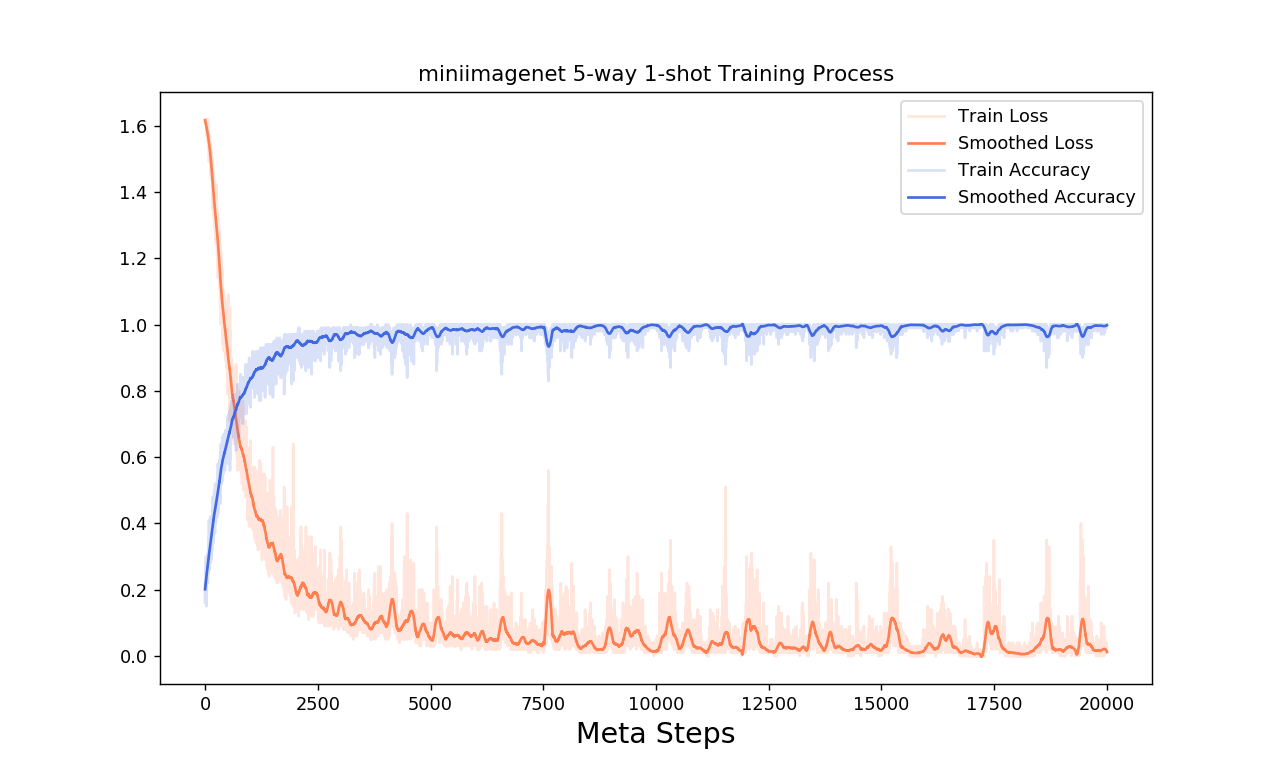 miniimagenet 5-way 1-shot Training Process
Train Loss
Smoothed Loss
Train Accuracy
Smoothed Accuracy
1.6
1.4
1.2
1.0
0.8
0.6
0.4
0.2
0.0
0 2500 5000 7500 10000 12500 15000 17500 20000
Meta Steps